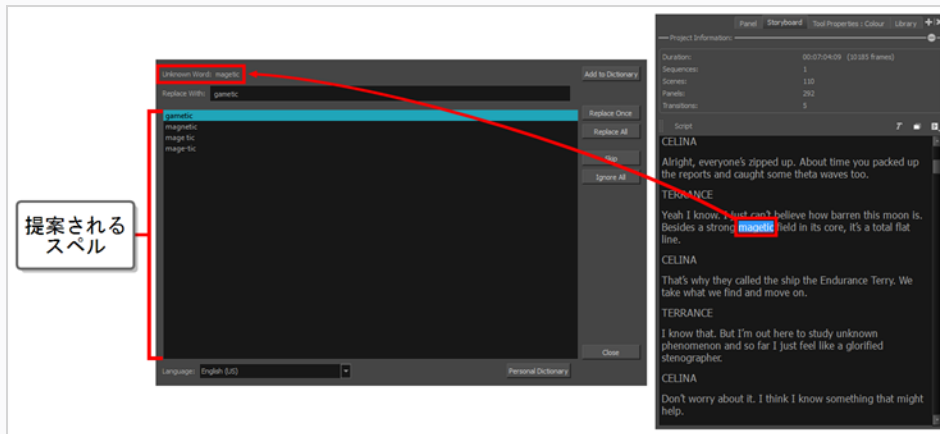 Panel Storyboard Tool Properties : Colour Library
Project Information:
Duration: 00:07:04:09 (10185 frames)
Sequences: 1
Scenes: 110
Panels: 292
Transitions: 5
Script
CELINA
Alright, everyone's zipped up. About time you packed up
the reports and caught some theta waves too.
TERRANCE
Yeah I know. I just can't believe how barren this moon is.
Besides a strong magetic field in its core, it's a total flat
line.
CELINA
That's why they called the ship the Endurance Terry. We
take what we find and move on.
TERRANCE
I know that. But I'm out here to study unknown
phenomenon and so far I just feel like a glorified
stenographer.
CELINA
Don't worry about it. I think I know something that might
help.
Unknown Word: magetic
Add to Dictionary
Replace With: gametic
gametic
magnetic
mage tic
mage-tic
Replace Once
Replace All
Skip
Ignore All
Close
Language: English (US)
Personal Dictionary
提案される
スペル